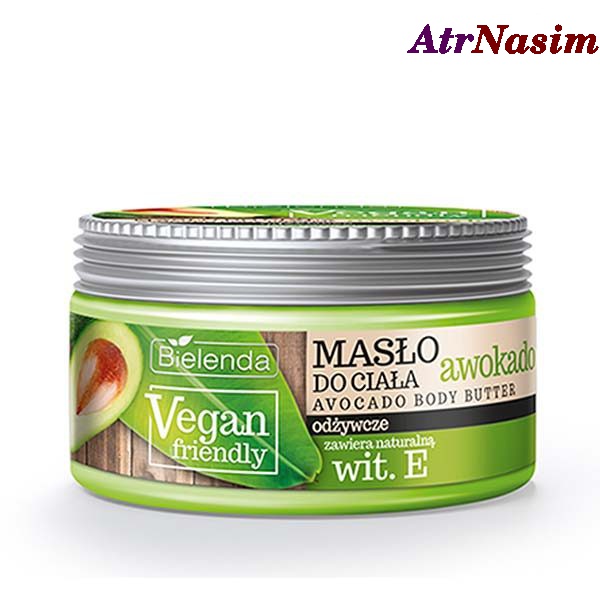 AtrNasim
Bielenda
Vegan
friendly
MASŁO
DO CIAŁA
awokado
AVOCADO BODY BUTTER
odżywcze
zawiera naturalną
wit. E